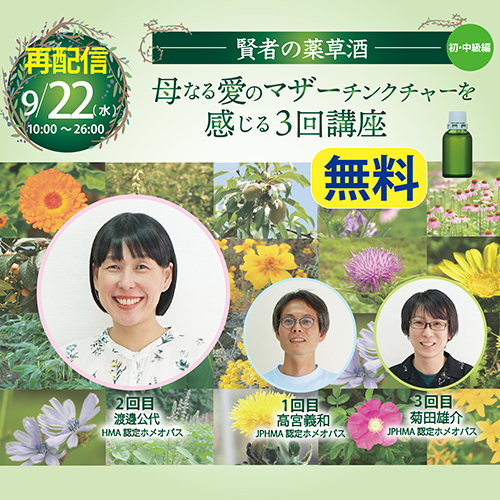 再配信
9/22(水)
10:00 〜 26:00
賢者の薬草酒
初・中級編
母なる愛のマザーチンクチャーを
感じる3回講座
無料
2回目
渡邊公代
HMA 認定ホメオパス
1回目
高宮義和
JPHMA 認定ホメオパス
3回目
菊田雄介
JPHMA 認定ホメオパス